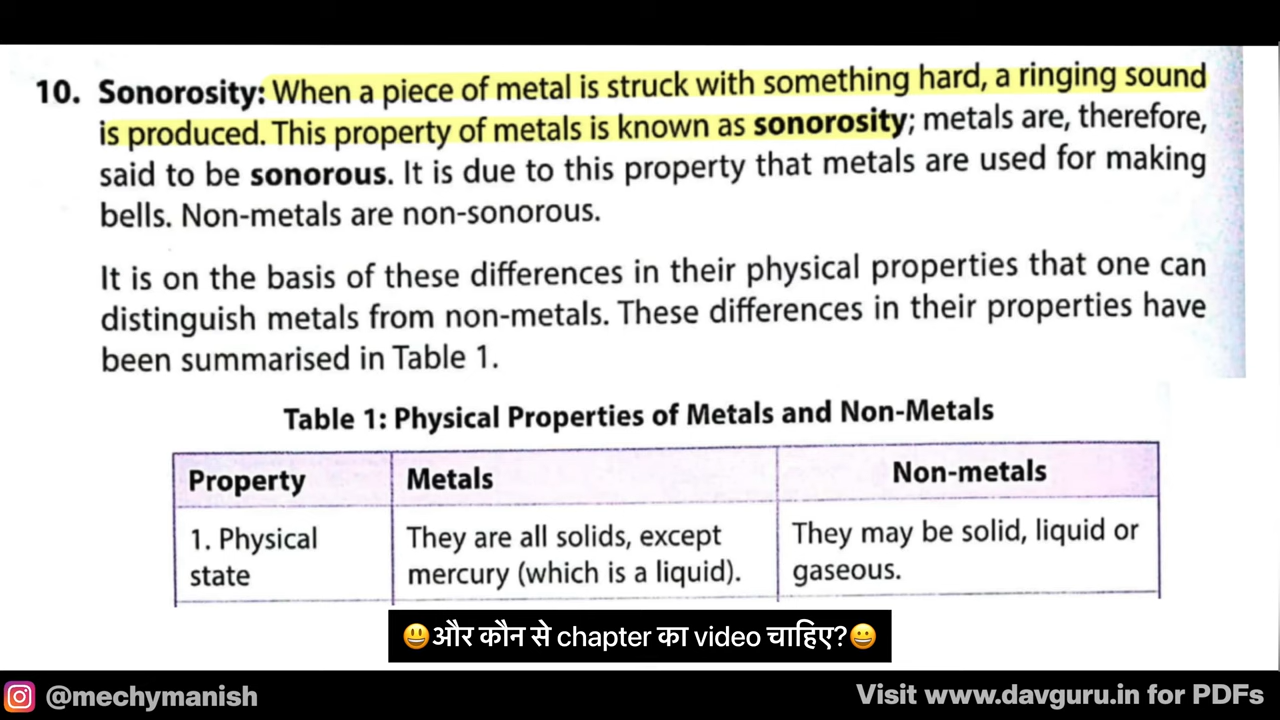 10. Sonorosity: When a piece of metal is struck with something hard, a ringing sound
is produced. This property of metals is known as sonorosity; metals are, therefore,
said to be sonorous. It is due to this property that metals are used for making
bells. Non-metals are non-sonorous.
It is on the basis of these differences in their physical properties that one can
distinguish metals from non-metals. These differences in their properties have
been summarised in Table 1.
Table 1: Physical Properties of Metals and Non-Metals
Property Metals Non-metals
1. Physical They are all solids, except They may be solid, liquid or
state mercury (which is a liquid). gaseous.
😃और कौन से chapter का video चाहिए?😀
@mechymanish Visit www.davguru.in for PDFs